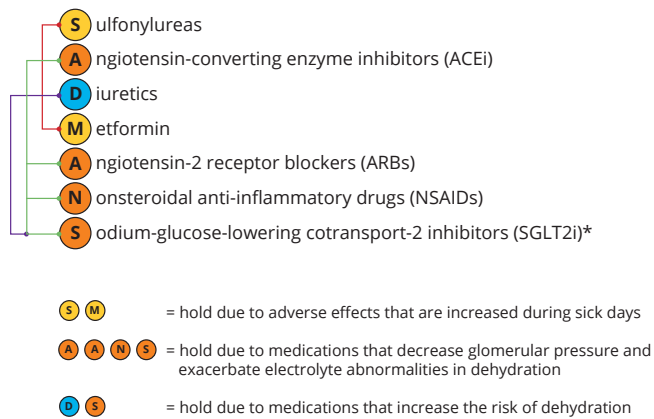 Sulfonylureas
Angiotensin-converting enzyme inhibitors (ACEi)
Diuretics
Metformin
Angiotensin-2 receptor blockers (ARBs)
Nonsteroidal anti-inflammatory drugs (NSAIDs)
Sodium-glucose-lowering cotransport-2 inhibitors (SGLT2i)*
S M = hold due to adverse effects that are increased during sick days
A A N S = hold due to medications that decrease glomerular pressure and
exacerbate electrolyte abnormalities in dehydration
D S = hold due to medications that increase the risk of dehydration